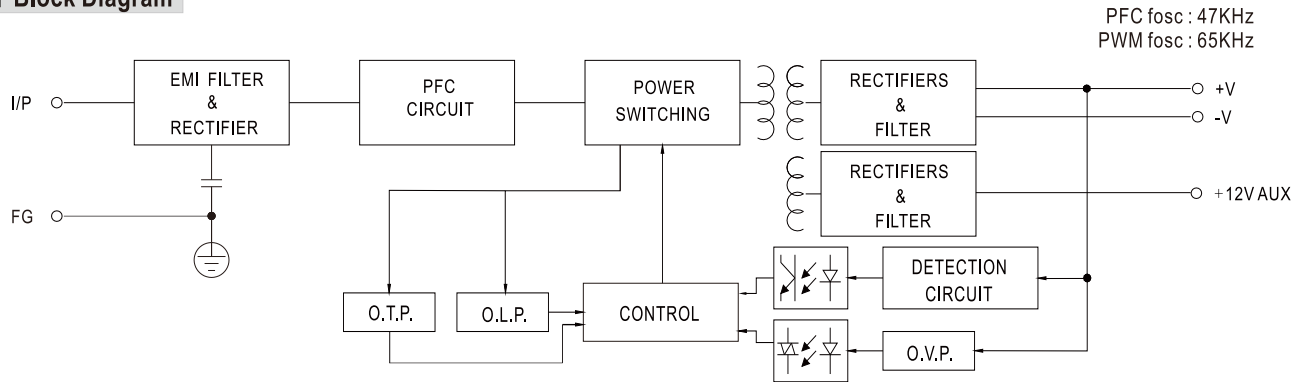 Block Diagram
PFC fosc : 47KHz
PWM fosc : 65KHz
I/P
EMI FILTER
&
RECTIFIER
PFC
CIRCUIT
POWER
SWITCHING
RECTIFIERS
&
FILTER
+V
-V
RECTIFIERS
&
FILTER
+12V AUX
FG
DETECTION
CIRCUIT
O.T.P.
O.L.P.
CONTROL
O.V.P.